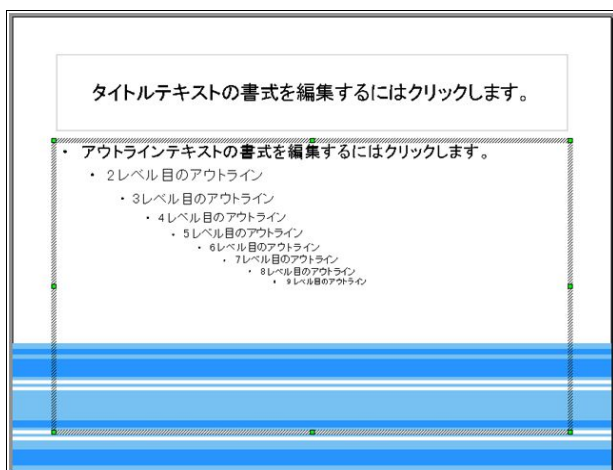 タイトルテキストの書式を編集するにはクリックします。
• アウトラインテキストの書式を編集するにはクリックします。
• 2レベル目のアウトライン
• 3レベル目のアウトライン
• 4レベル目のアウトライン
• 5レベル目のアウトライン
• 6レベル目のアウトライン
• 7レベル目のアウトライン
• 8レベル目のアウトライン
• 9レベル目のアウトライン